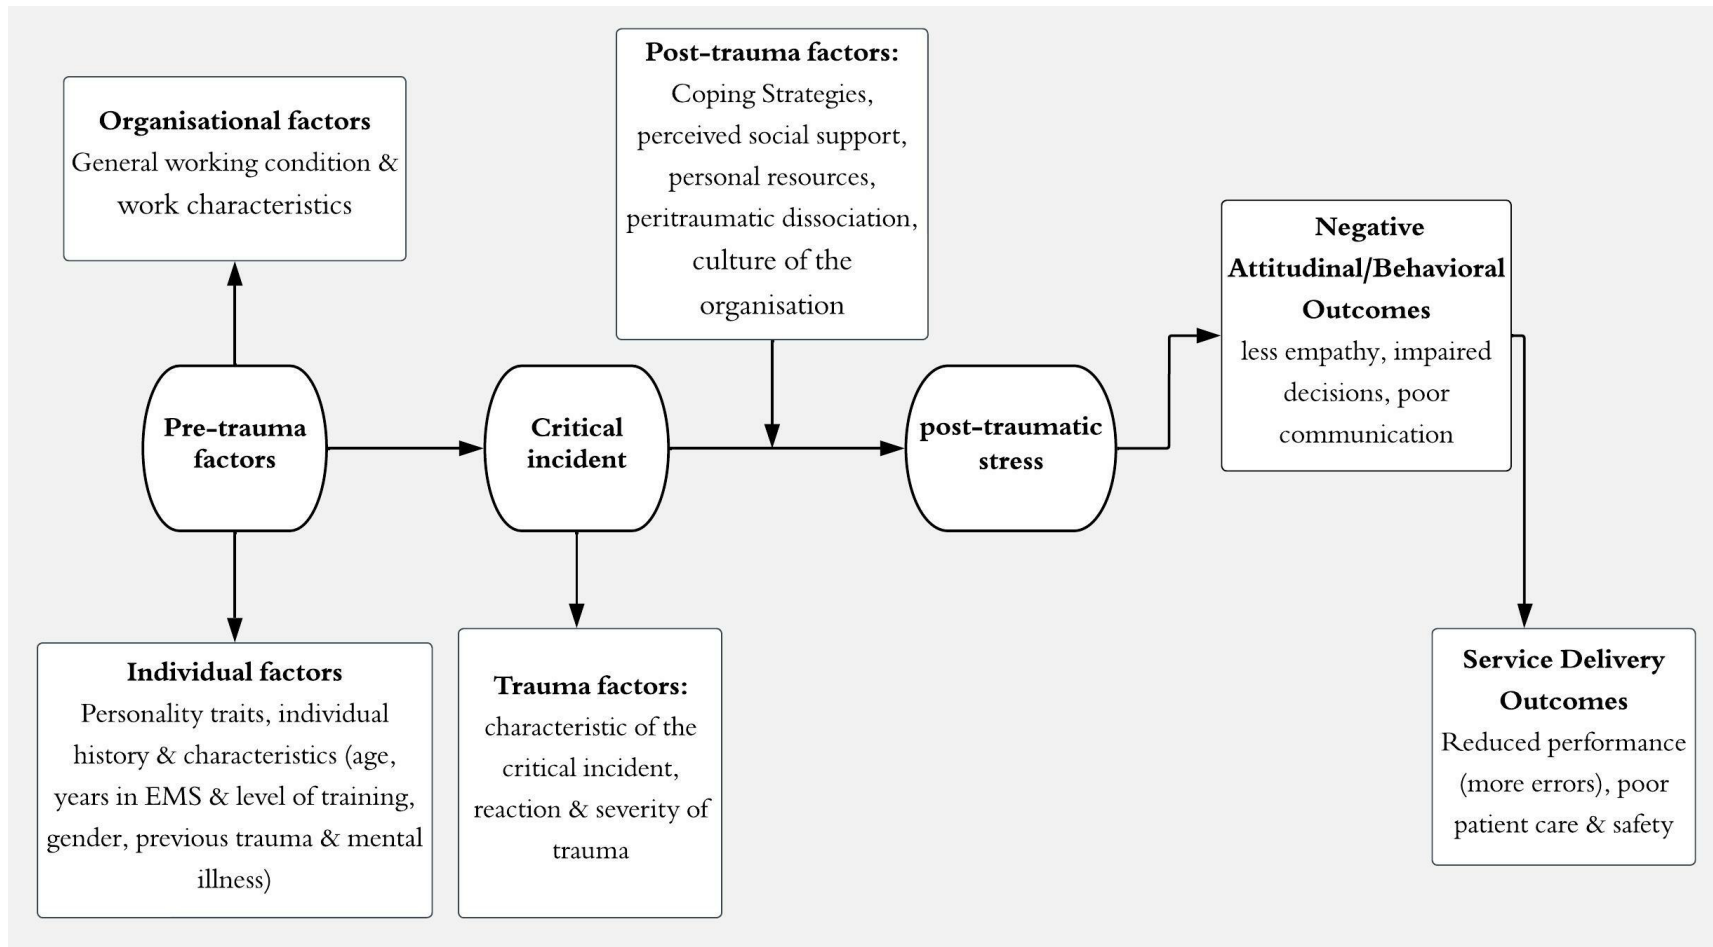 Organisational factors
General working condition &
work characteristics
Post-trauma factors:
Coping Strategies,
perceived social support,
personal resources,
peritraumatic dissociation,
culture of the
organisation
Negative
Attitudinal/Behavioral
Outcomes
less empathy, impaired
decisions, poor
communication
Pre-trauma
factors
Critical
incident
post-traumatic
stress
Individual factors
Personality traits, individual
history & characteristics (age,
years in EMS & level of training,
gender, previous trauma & mental
illness)
Trauma factors:
characteristic of the
critical incident,
reaction & severity of
trauma
Service Delivery
Outcomes
Reduced performance
(more errors), poor
patient care & safety